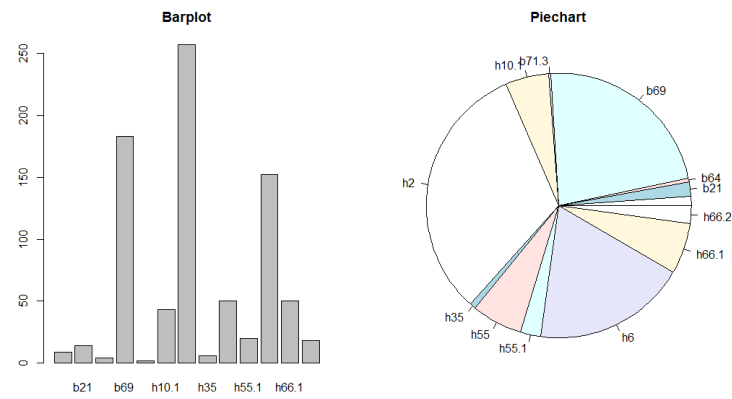 Barplot
0
50
100
150
200
250
b21
b69
h10.1
h35
h55.1
h66.1
Piechart
b71.3
h10.1
b69
h2
b64
b21
h66.2
h66.1
h35
h55
h55.1
h6